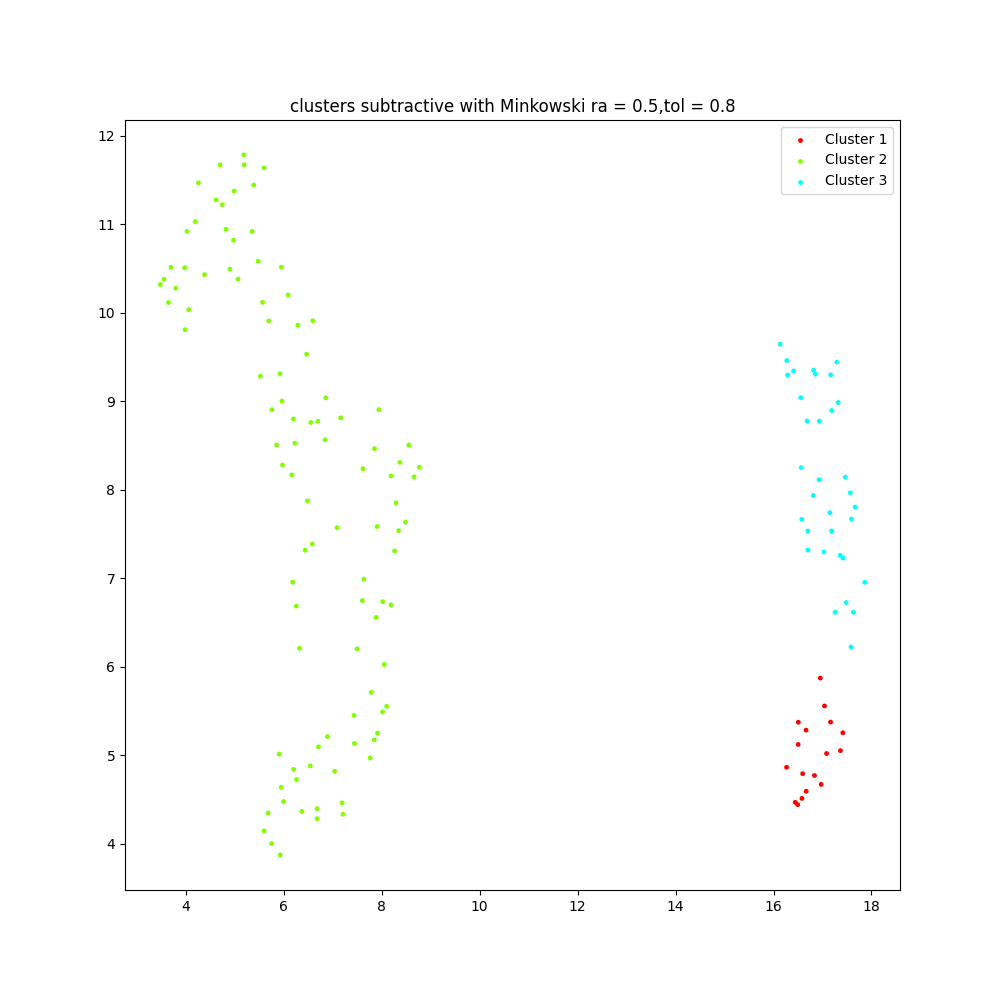 clusters subtractive with Minkowski ra = 0.5,tol = 0.8
Cluster 1
Cluster 2
Cluster 3
12
11
10
9
8
7
6
5
4
4 6 8 10 12 14 16 18